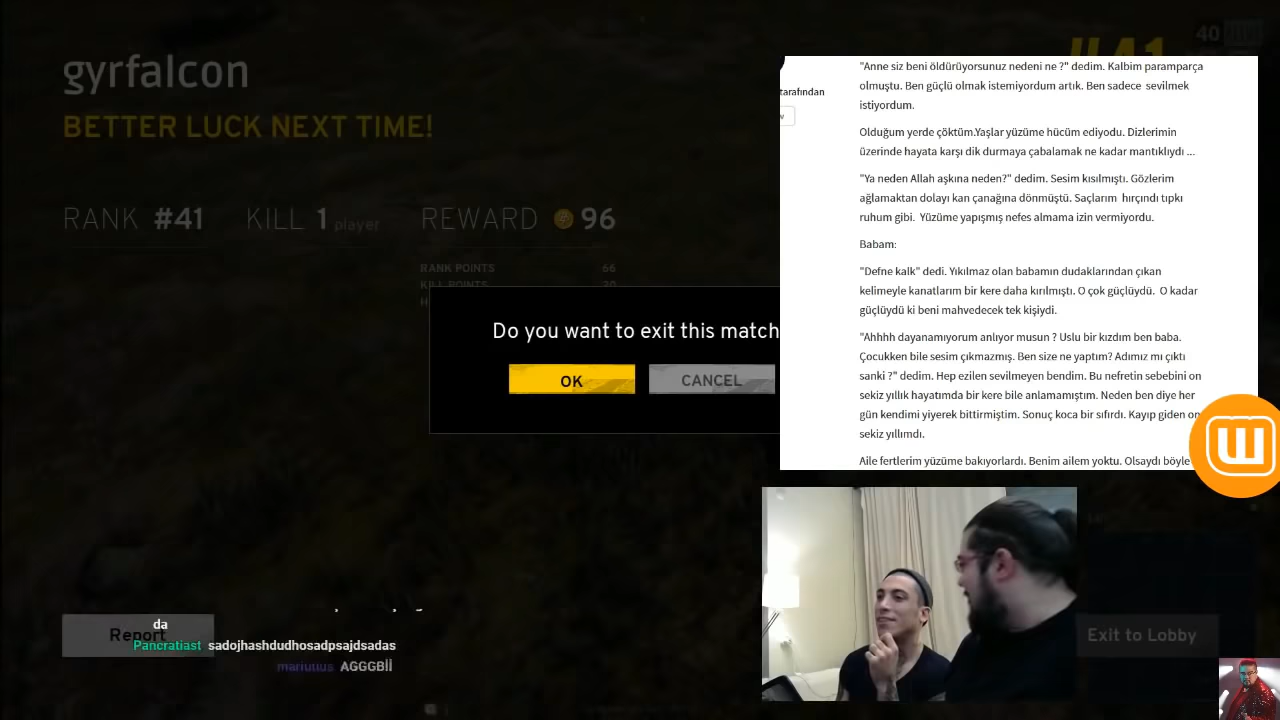 gyrfalcon
BETTER LUCK NEXT TIME!
RANK #41 KILL 1 player REWARD 96
RANK POINTS 66
KILL POINTS
#41
40
Do you want to exit this match
OK CANCEL
tarafından
"Anne siz beni öldürüyorsunuz nedeni ne ?" dedim. Kalbim paramparça
olmuştu. Ben güçlü olmak istemiyordum artık. Ben sadece sevilmek
istiyordum.
Olduğum yerde çöktüm.Yaşlar yüzüme hücüm ediyodu. Dizlerimin
üzerinde hayata karşı dik durmaya çabalamak ne kadar mantıklıydı ...
"Ya neden Allah aşkına neden?" dedim. Sesim kısılmıştı. Gözlerim
ağlamaktan dolayı kan çanağına dönmüştü. Saçlarım hırçındı tıpkı
ruhum gibi. Yüzüme yapışmış nefes almama izin vermiyordu.
Babam:
"Defne kalk" dedi. Yıkılmaz olan babamın dudaklarından çıkan
kelimeyle kanatlarım bir kere daha kırılmıştı. O çok güçlüydü. O kadar
güçlüydü ki beni mahvedecek tek kişiydi.
"Ahhhh dayanamıyorum anlıyor musun ? Uslu bir kızdım ben baba.
Çocukken bile sesim çıkmazmış. Ben size ne yaptım? Adımız mı çıktı
sanki ?" dedim. Hep ezilen sevilmeyen bendim. Bu nefretin sebebini on
sekiz yıllık hayatımda bir kere bile anlamamıştım. Neden ben diye her
gün kendimi yiyerek bittirmiştim. Sonuç koca bir sıfırdı. Kayıp giden on
sekiz yıllımdı.
Aile fertlerim yüzüme bakıyorlardı. Benim ailem yoktu. Olsaydı böyle
Report
da
Pancratiast sadojhashdudhosadpsajdsadas
mariutius AGGGBİİ
Exit to Lobby